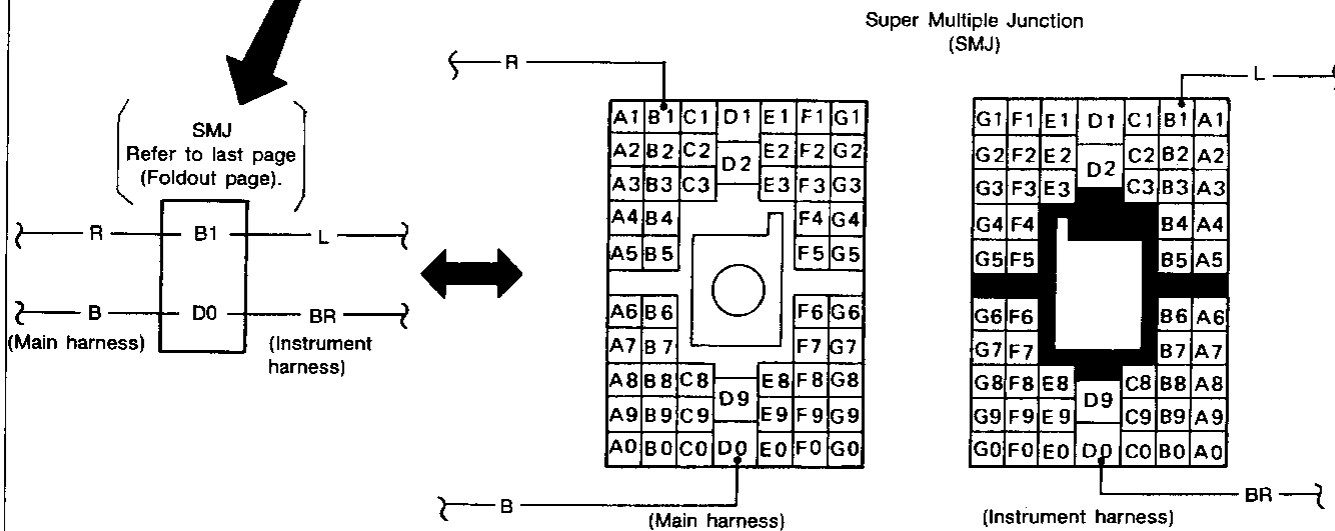 Super Multiple Junction
(SMJ)
SMJ
Refer to last page
(Foldout page).
R B1 L
B D0 BR
(Main harness) (Instrument
harness)
R
A1 B1 C1 D1 E1 F1 G1
A2 B2 C2 D2 E2 F2 G2
A3 B3 C3 E3 F3 G3
A4 B4 F4 G4
A5 B5 F5 G5
A6 B6 F6 G6
A7 B7 F7 G7
A8 B8 C8 E8 F8 G8
D9
A9 B9 C9 E9 F9 G9
A0 B0 C0 D0 E0 F0 G0
B
(Main harness)
L
G1 F1 E1 D1 C1 B1 A1
G2 F2 E2 D2 C2 B2 A2
G3 F3 E3 C3 B3 A3
G4 F4 B4 A4
G5 F5 B5 A5
G6 F6 B6 A6
G7 F7 B7 A7
G8 F8 E8 C8 B8 A8
D9
G9 F9 E9 C9 B9 A9
G0 F0 E0 D0 C0 B0 A0
BR
(Instrument harness)